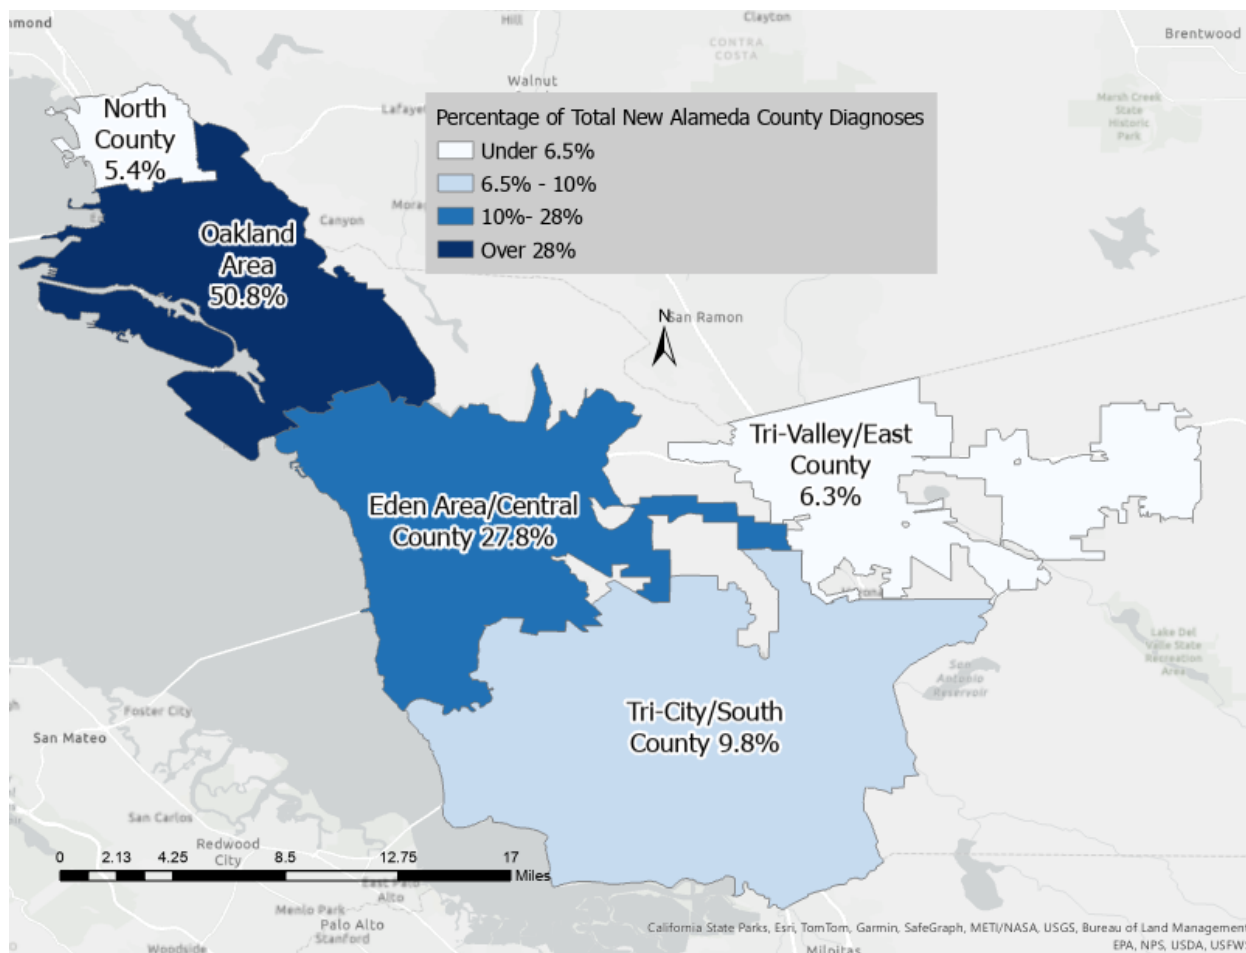 mmond
Hill
Clayton
CONTRA
COSTA
Brentwood
Walnut
Lafayet
Marsh Creek
State
Historic
Park
North
County
5.4%
Percentage of Total New Alameda County Diagnoses
Under 6.5%
6.5% - 10%
10%- 28%
Over 28%
Moraga
Canyon
Oakland
Area
50.8%
N
San Ramon
Tri-Valley/East
County
6.3%
Eden Area/Central
County 27.8%
Lake Del
Valle State
Recreation
Area
San
Antonio
Reservoir
Tri-City/South
County 9.8%
Foster City
San Mateo
San Carlos
Redwood
City
0 2.13 4.25 8.5 12.75 17
Miles
East Palo
Alto
Menlo Park
Palo Alto
Stanford
Woodside
Milpitas
California State Parks, Esri, TomTom, Garmin, SafeGraph, METI/NASA, USGS, Bureau of Land Management
EPA, NPS, USDA, USFW